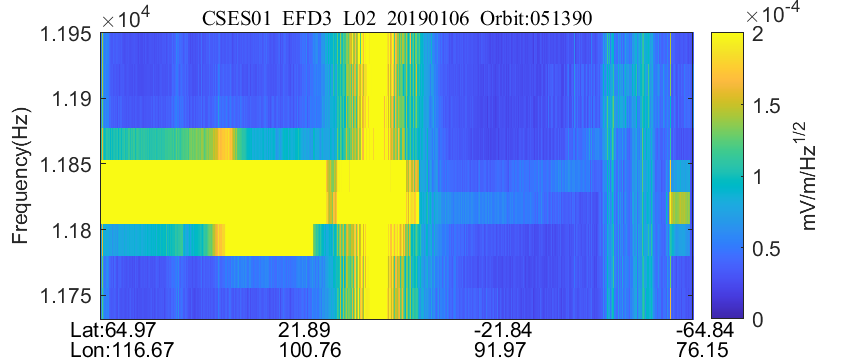 CSES01 EFD3 L02 20190106 Orbit:051390
×10⁴
×10⁻⁴
1.195
1.19
1.185
1.18
1.175
Frequency(Hz)
2
1.5
1
0.5
0
mV/m/Hz^1/2
Lat:64.97 21.89 -21.84 -64.84
Lon:116.67 100.76 91.97 76.15